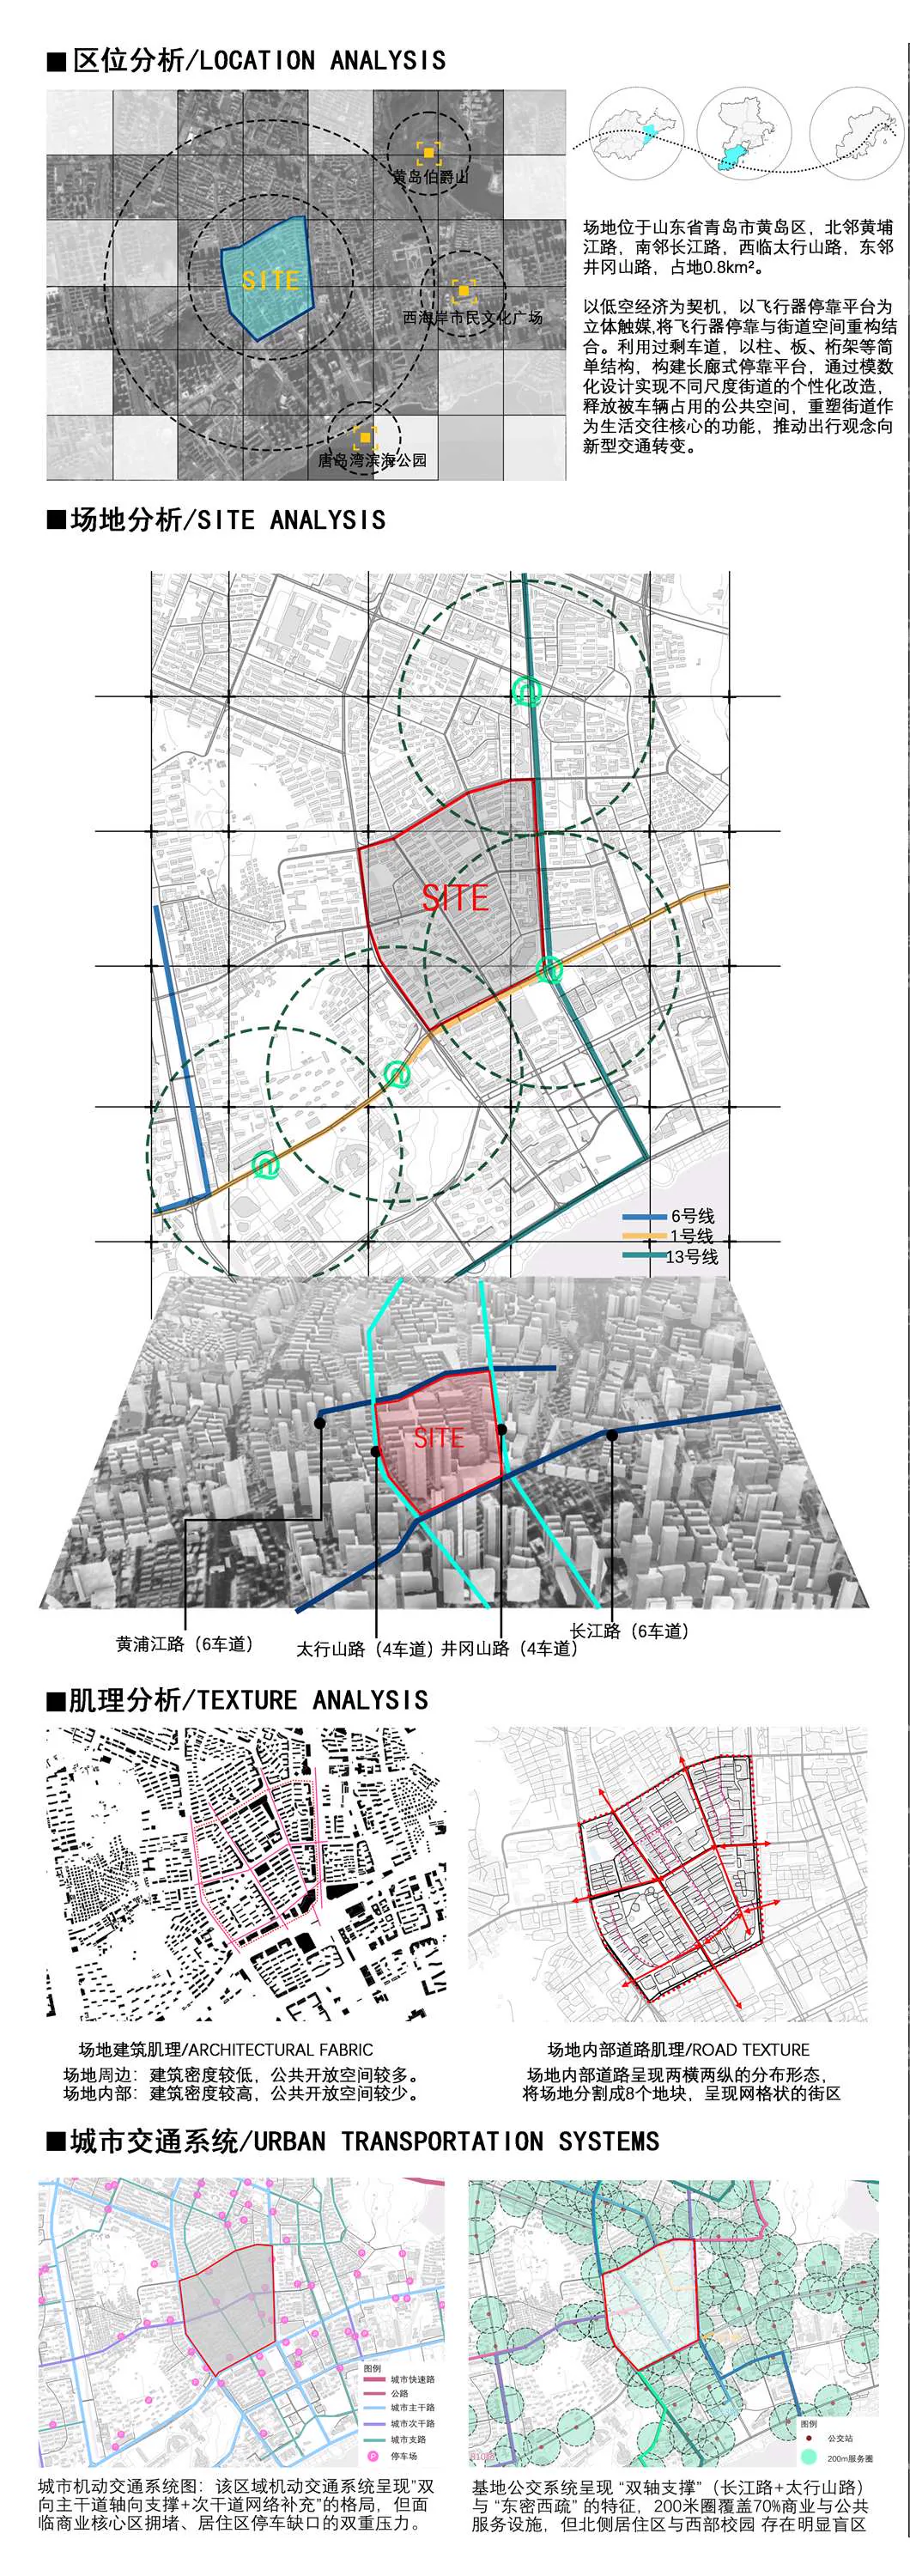 ■区位分析/LOCATION ANALYSIS
黄岛伯爵山
SITE
西海岸市民文化广场
唐岛湾滨海公园
场地位于山东省青岛市黄岛区，北邻黄埔
江路，南邻长江路，西临太行山路，东邻
井冈山路，占地0.8km²。
以低空经济为契机，以飞行器停靠平台为
立体触媒,将飞行器停靠与街道空间重构结
合。利用过剩车道，以柱、板、桁架等简
单结构，构建长廊式停靠平台，通过模数
化设计实现不同尺度街道的个性化改造，
释放被车辆占用的公共空间，重塑街道作
为生活交往核心的功能，推动出行观念向
新型交通转变。
■场地分析/SITE ANALYSIS
SITE
6号线
1号线
13号线
SITE
黄浦江路（6车道）
太行山路（4车道）
井冈山路（4车道）
长江路（6车道）
■肌理分析/TEXTURE ANALYSIS
场地建筑肌理/ARCHITECTURAL FABRIC
场地周边：建筑密度较低，公共开放空间较多。
场地内部：建筑密度较高，公共开放空间较少。
场地内部道路肌理/ROAD TEXTURE
场地内部道路呈现两横两纵的分布形态，
将场地分割成8个地块，呈现网格状的街区
■城市交通系统/URBAN TRANSPORTATION SYSTEMS
图例
城市快速路
公路
城市主干路
城市次干路
城市支路
P 停车场
图例
公交站
200m服务圈
城市机动交通系统图：该区域机动交通系统呈现"双
向主干道轴向支撑+次干道网络补充"的格局，但面
临商业核心区拥堵、居住区停车缺口的双重压力。
基地公交系统呈现 “双轴支撑”（长江路+太行山路）
与 “东密西疏” 的特征，200米圈覆盖70%商业与公共
服务设施，但北侧居住区与西部校园 存在明显盲区